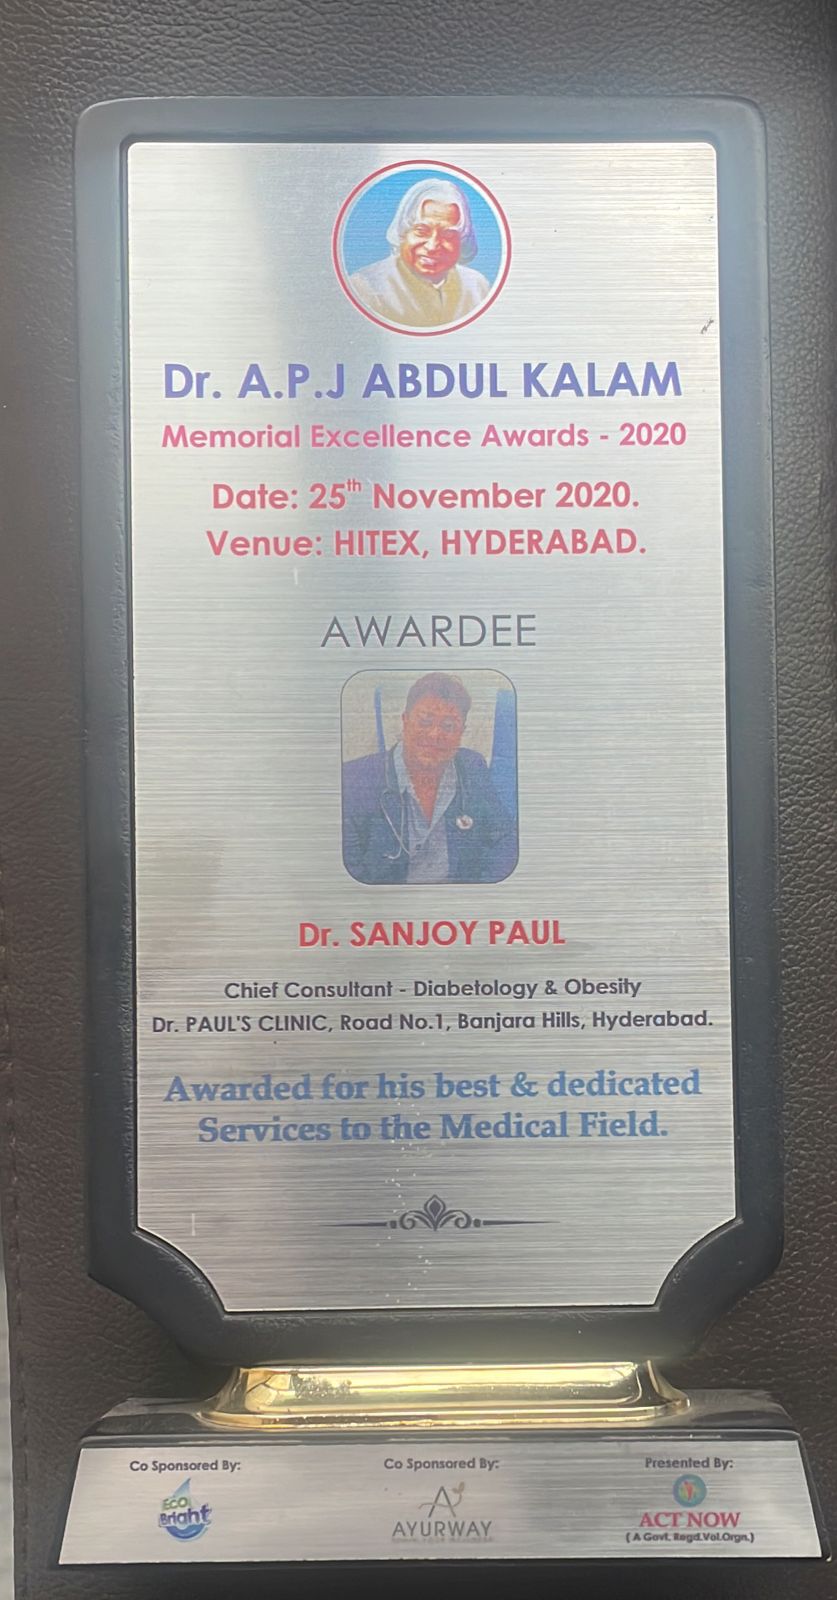 Dr. A.P.J ABDUL KALAM
Memorial Excellence Awards - 2020
Date: 25th November 2020.
Venue: HITEX, HYDERABAD.
AWARDEE
Dr. SANJOY PAUL
Chief Consultant - Diabetology & Obesity
Dr. PAUL'S CLINIC, Road No.1, Banjara Hills, Hyderabad.
Awarded for his best & dedicated
Services to the Medical Field.
Co Sponsored By:
Eco
Bright
Co Sponsored By:
AYURWAY
Presented By:
ACT NOW
( A Govt. Regd.Vol.Orgn.)